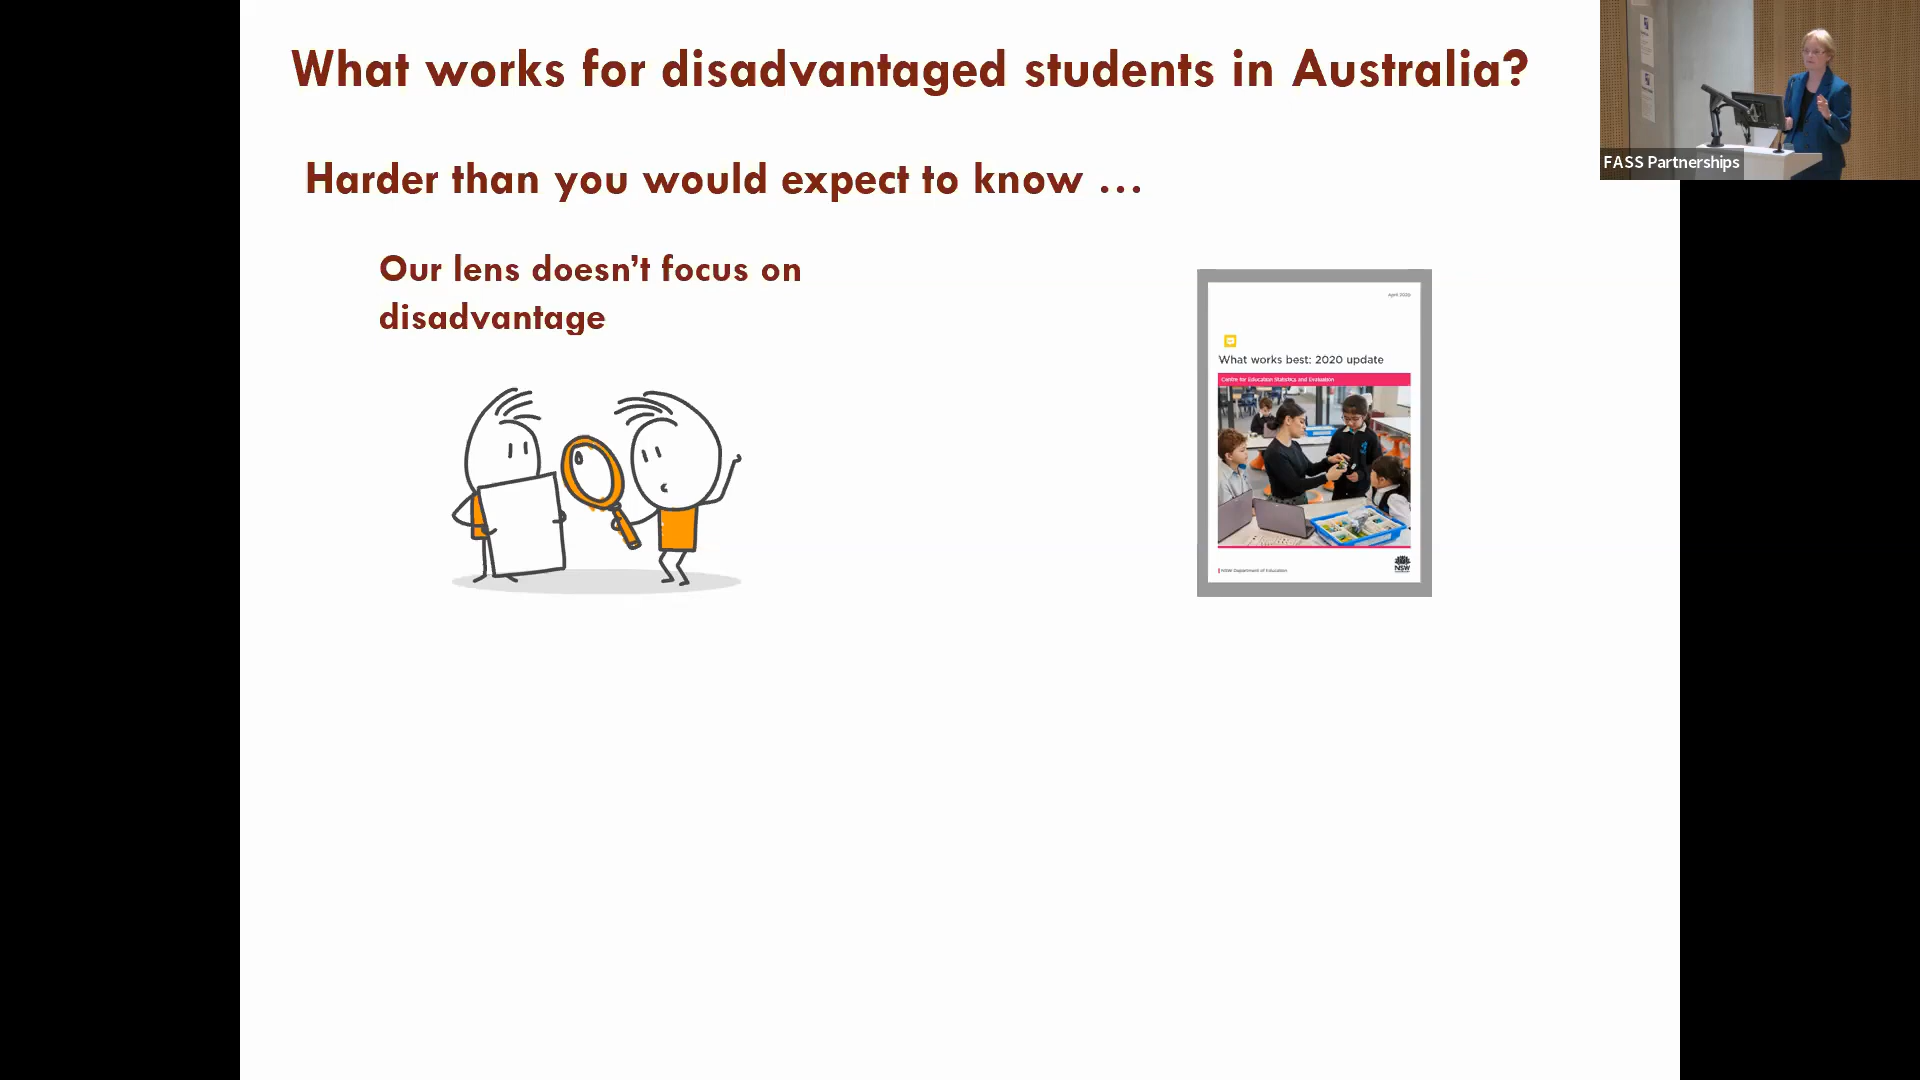 What works for disadvantaged students in Australia?
Harder than you would expect to know ...
Our lens doesn’t focus on
disadvantage
April 2020
What works best: 2020 update
Centre for Education Statistics and Evaluation
NSW Department of Education
NSW
FASS Partnerships